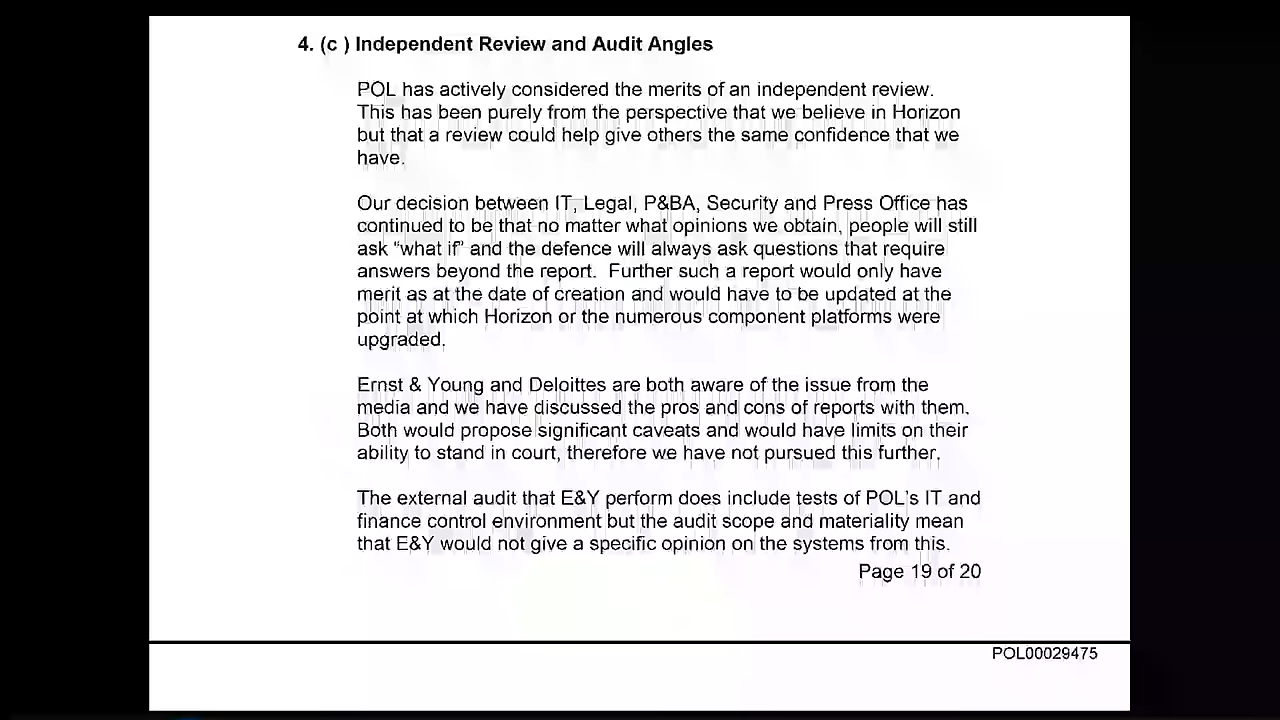 4. (c ) Independent Review and Audit Angles
POL has actively considered the merits of an independent review.
This has been purely from the perspective that we believe in Horizon
but that a review could help give others the same confidence that we
have.
Our decision between IT, Legal, P&BA, Security and Press Office has
continued to be that no matter what opinions we obtain, people will still
ask “what if” and the defence will always ask questions that require
answers beyond the report.  Further such a report would only have
merit as at the date of creation and would have to be updated at the
point at which Horizon or the numerous component platforms were
upgraded.
Ernst & Young and Deloittes are both aware of the issue from the
media and we have discussed the pros and cons of reports with them.
Both would propose significant caveats and would have limits on their
ability to stand in court, therefore we have not pursued this further.
The external audit that E&Y perform does include tests of POL's IT and
finance control environment but the audit scope and materiality mean
that E&Y would not give a specific opinion on the systems from this.
Page 19 of 20
POL00029475